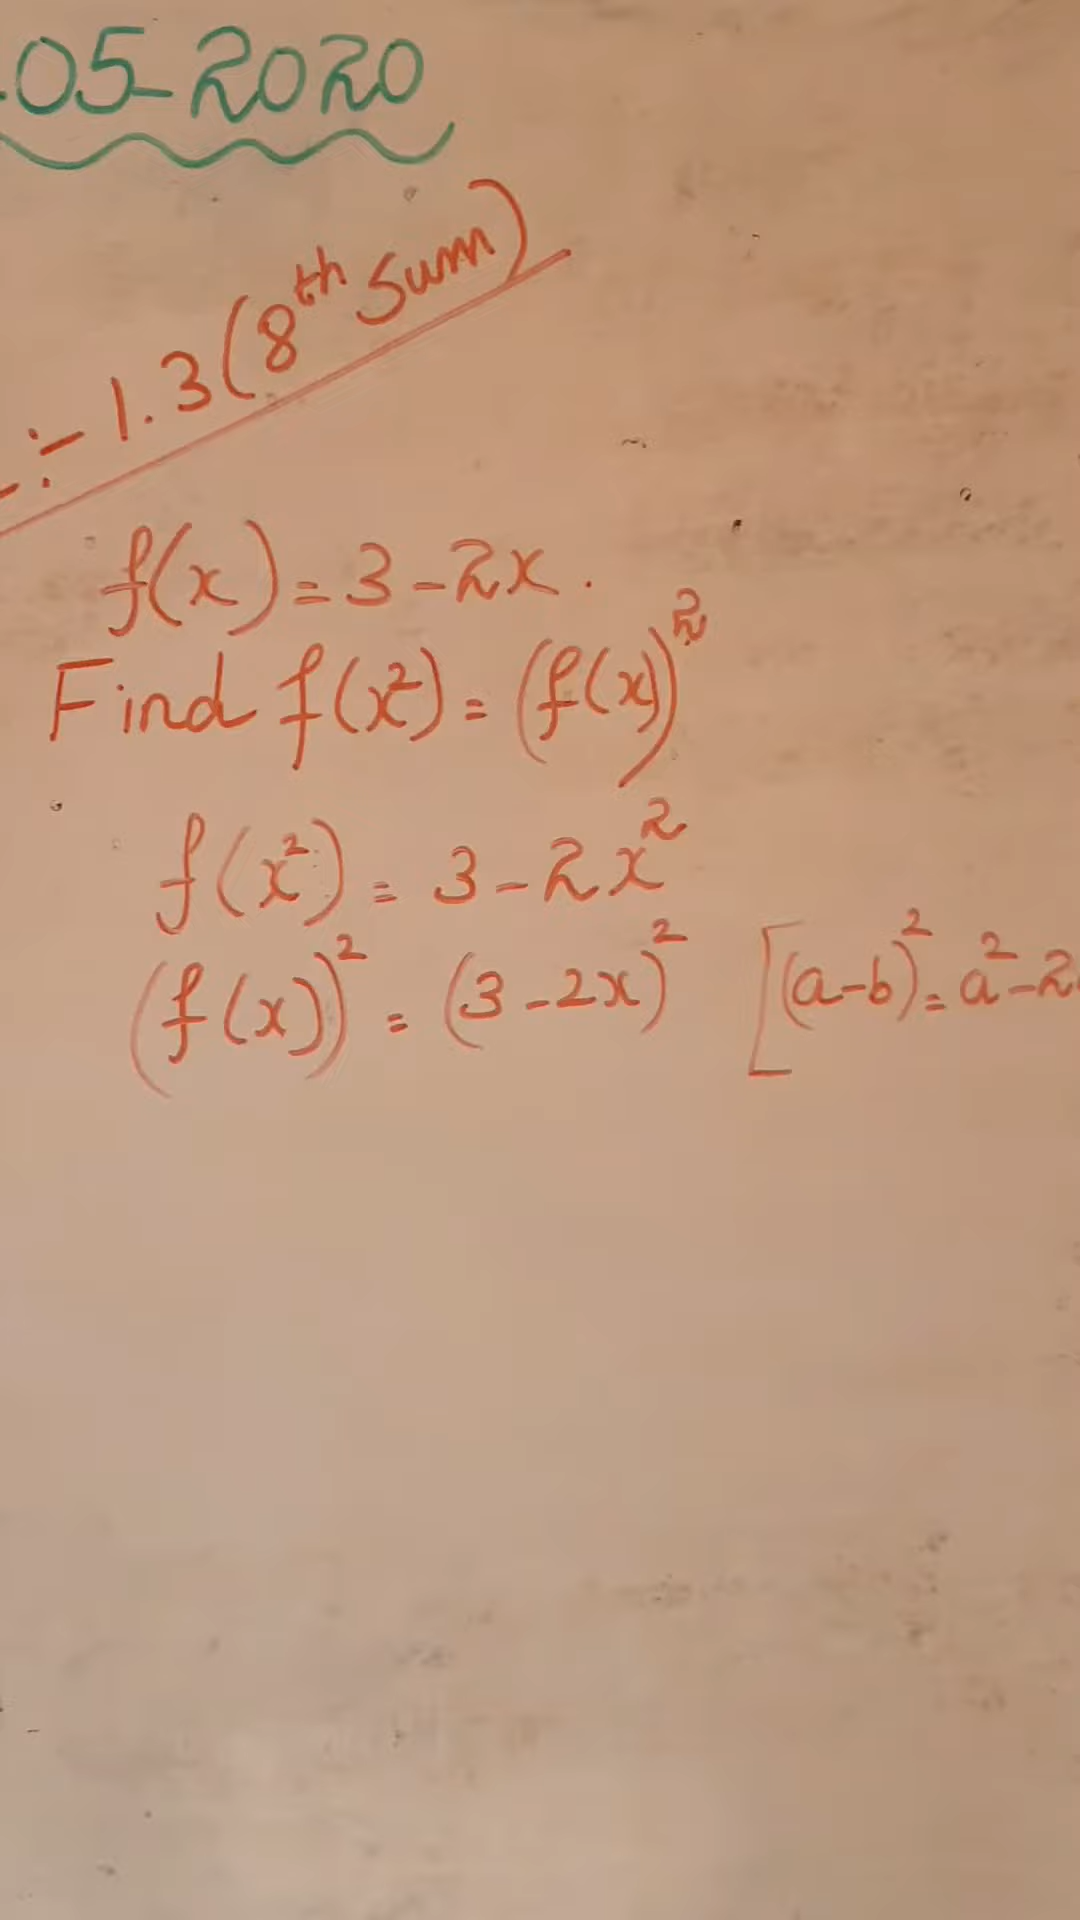 .05-2020
:- 1.3 (8th Sum)
f(x) = 3 - 2x.
Find f(x²) = (f(x))²
f(x²) = 3 - 2x²
(f(x))² = (3 - 2x)² [(a-b)² = a² - 2